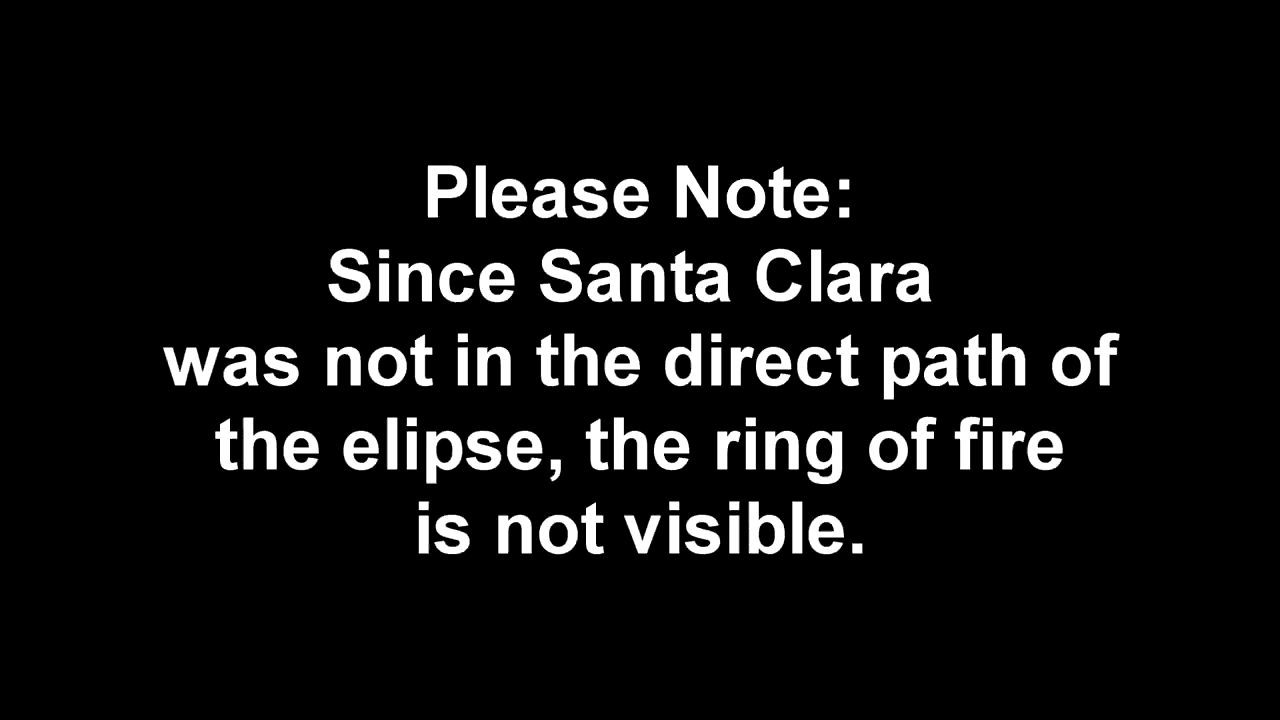 Please Note:
Since Santa Clara
was not in the direct path of
the elipse, the ring of fire
is not visible.